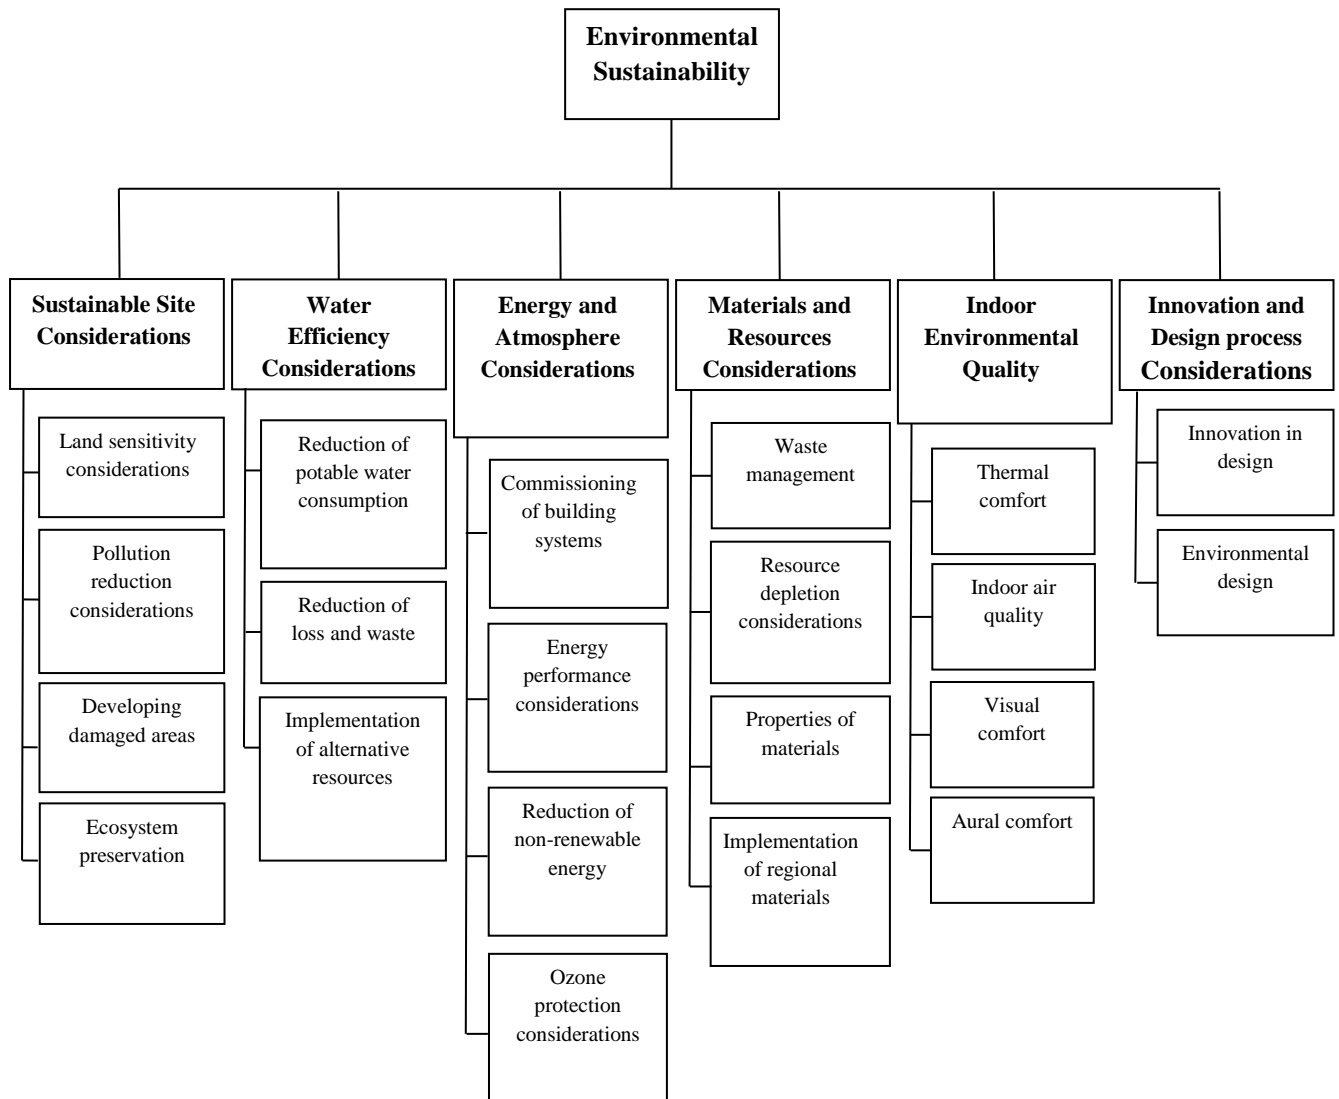 Environmental
Sustainability
Sustainable Site
Considerations
Water
Efficiency
Considerations
Energy and
Atmosphere
Considerations
Materials and
Resources
Considerations
Indoor
Environmental
Quality
Innovation and
Design process
Considerations
Land sensitivity
considerations
Pollution
reduction
considerations
Developing
damaged areas
Ecosystem
preservation
Reduction of
potable water
consumption
Reduction of
loss and waste
Implementation
of alternative
resources
Commissioning
of building
systems
Energy
performance
considerations
Reduction of
non-renewable
energy
Ozone
protection
considerations
Waste
management
Resource
depletion
considerations
Properties of
materials
Implementation
of regional
materials
Thermal
comfort
Indoor air
quality
Visual
comfort
Aural comfort
Innovation in
design
Environmental
design